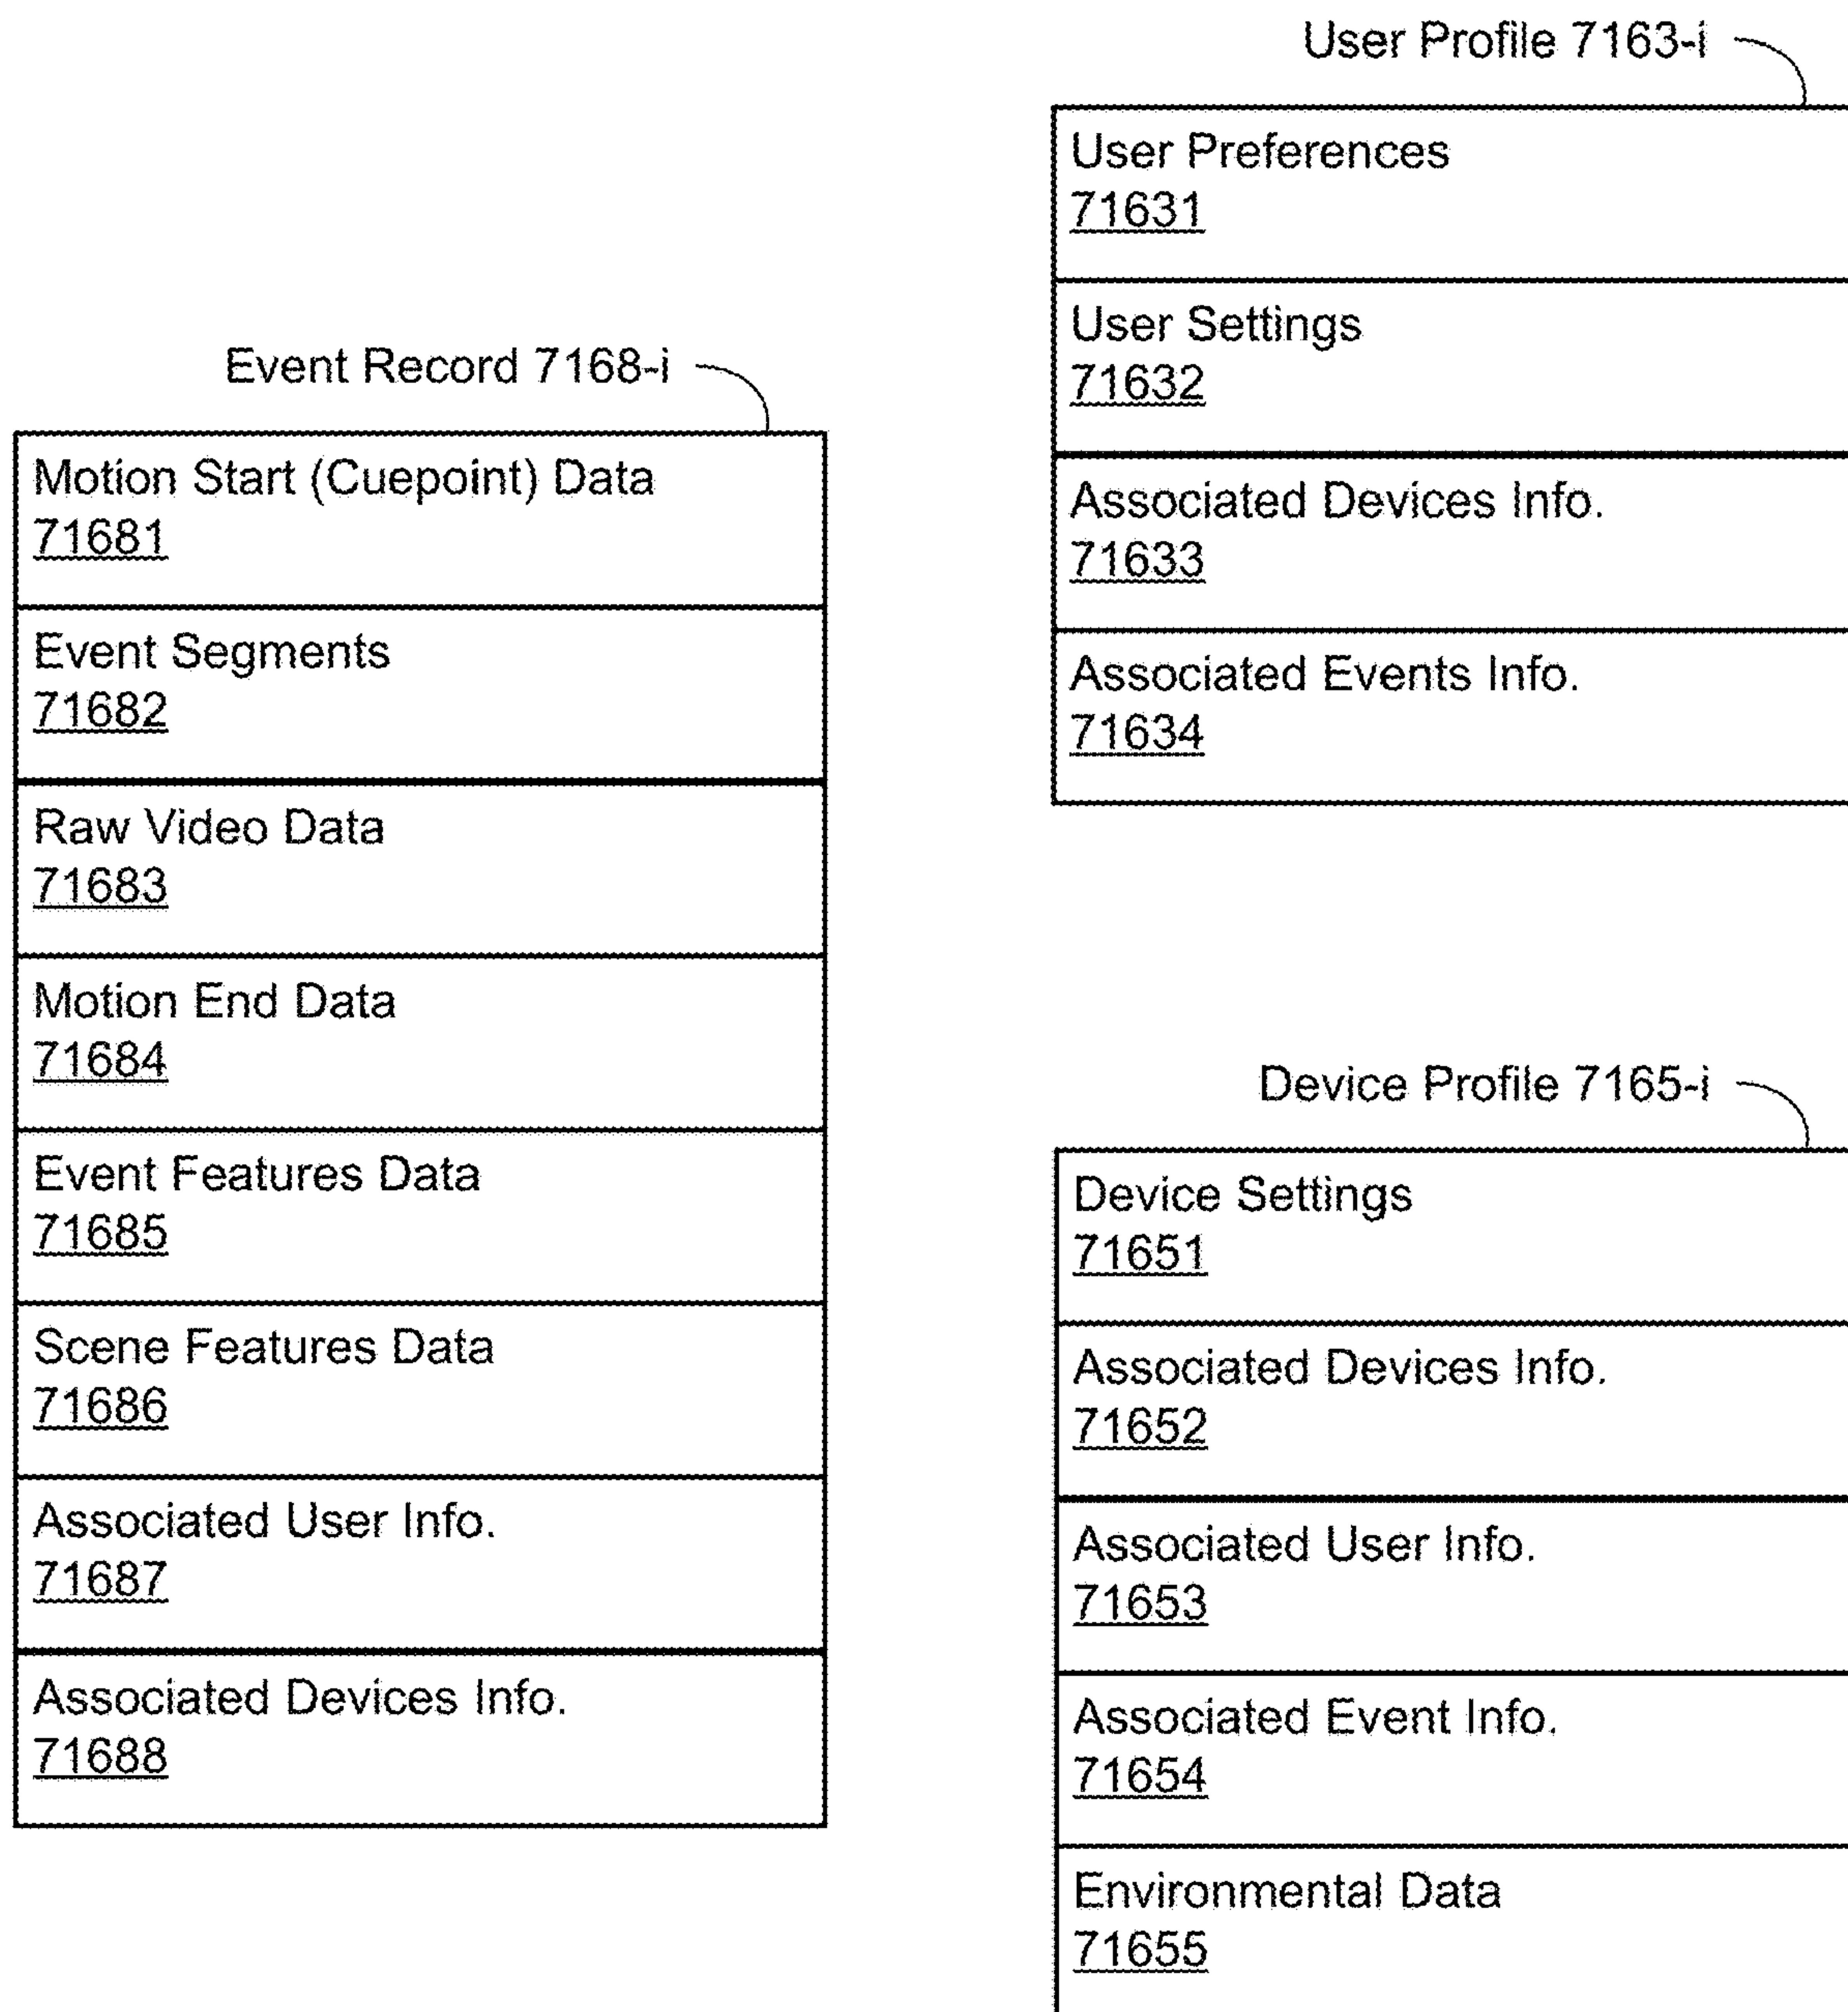 Event Record 7168-i
Motion Start (Cuepoint) Data
71681
Event Segments
71682
Raw Video Data
71683
Motion End Data
71684
Event Features Data
71685
Scene Features Data
71686
Associated User Info.
71687
Associated Devices Info.
71688
User Profile 7163-i
User Preferences
71631
User Settings
71632
Associated Devices Info.
71633
Associated Events Info.
71634
Device Profile 7165-i
Device Settings
71651
Associated Devices Info.
71652
Associated User Info.
71653
Associated Event Info.
71654
Environmental Data
71655